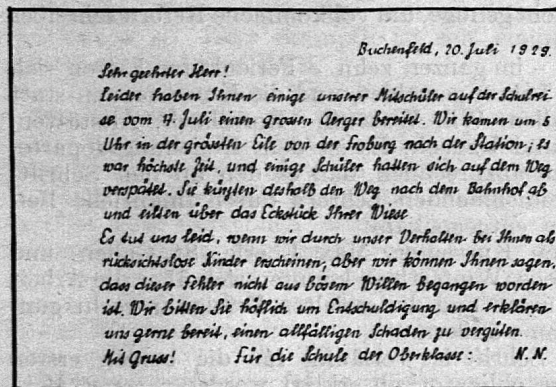 Buchenfeld, 20. Juli 1929.
Sehr geehrter Herr!
Leider haben Ihnen einige unserer Mitschüler auf der Schulrei-
se vom 7. Juli einen grossen Aerger bereitet. Wir kamen um 5
Uhr in der grössten Eile von der Froburg nach der Station; es
war höchste Zeit, und einige Schüler hatten sich auf dem Weg
verspätet. Sie kürzten deshalb den Weg nach dem Bahnhof ab
und eilten über das Eckstück Ihrer Wiese.
Es tut uns leid, wenn wir durch unser Verhalten bei Ihnen als
rücksichtslose Kinder erscheinen; aber wir können Ihnen sagen,
dass dieser Fehler nicht aus bösem Willen begangen worden
ist. Wir bitten Sie höflich um Entschuldigung und erklären
uns gerne bereit, einen allfälligen Schaden zu vergüten.
Mit Gruss! Für die Schule der Oberklasse: N. N.